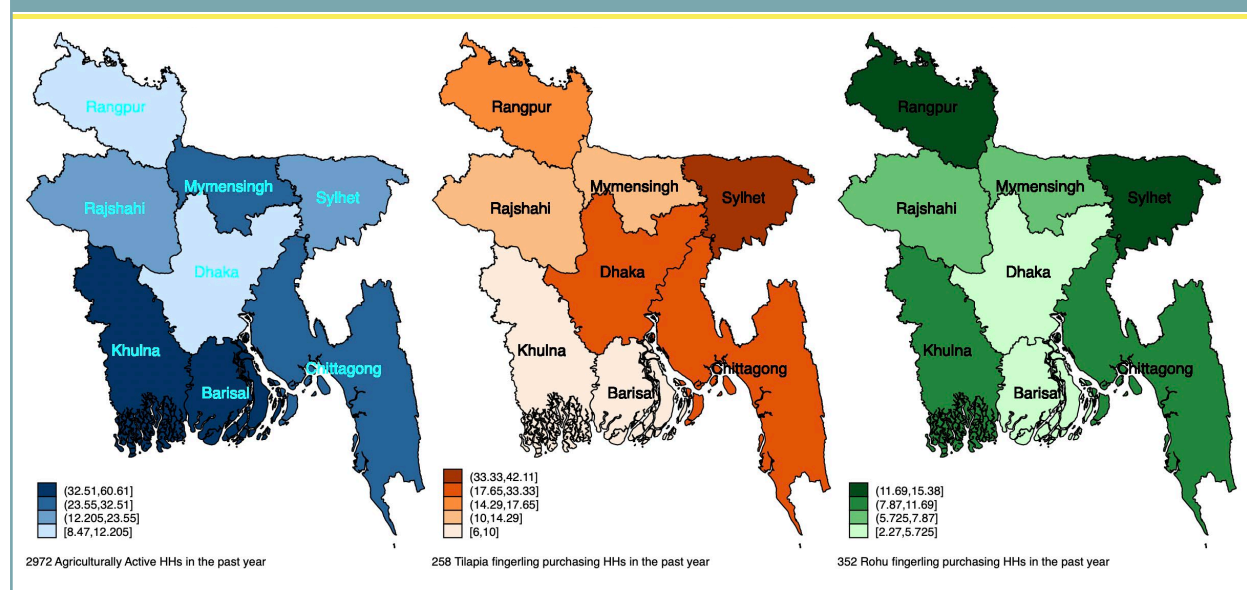 Rangpur
Mymensingh
Sylhet
Rajshahi
Dhaka
Khulna
Chittagong
Barisal
(32.51,60.61]
(23.55,32.51]
(12.205,23.55]
[8.47,12.205]
2972 Agriculturally Active HHs in the past year
Rangpur
Mymensingh
Sylhet
Rajshahi
Dhaka
Khulna
Chittagong
Barisal
(33.33,42.11]
(17.65,33.33]
(14.29,17.65]
(10,14.29]
[6,10]
258 Tilapia fingerling purchasing HHs in the past year
Rangpur
Mymensingh
Sylhet
Rajshahi
Dhaka
Khulna
Chittagong
Barisal
(11.69,15.38]
(7.87,11.69]
(5.725,7.87]
[2.27,5.725]
352 Rohu fingerling purchasing HHs in the past year